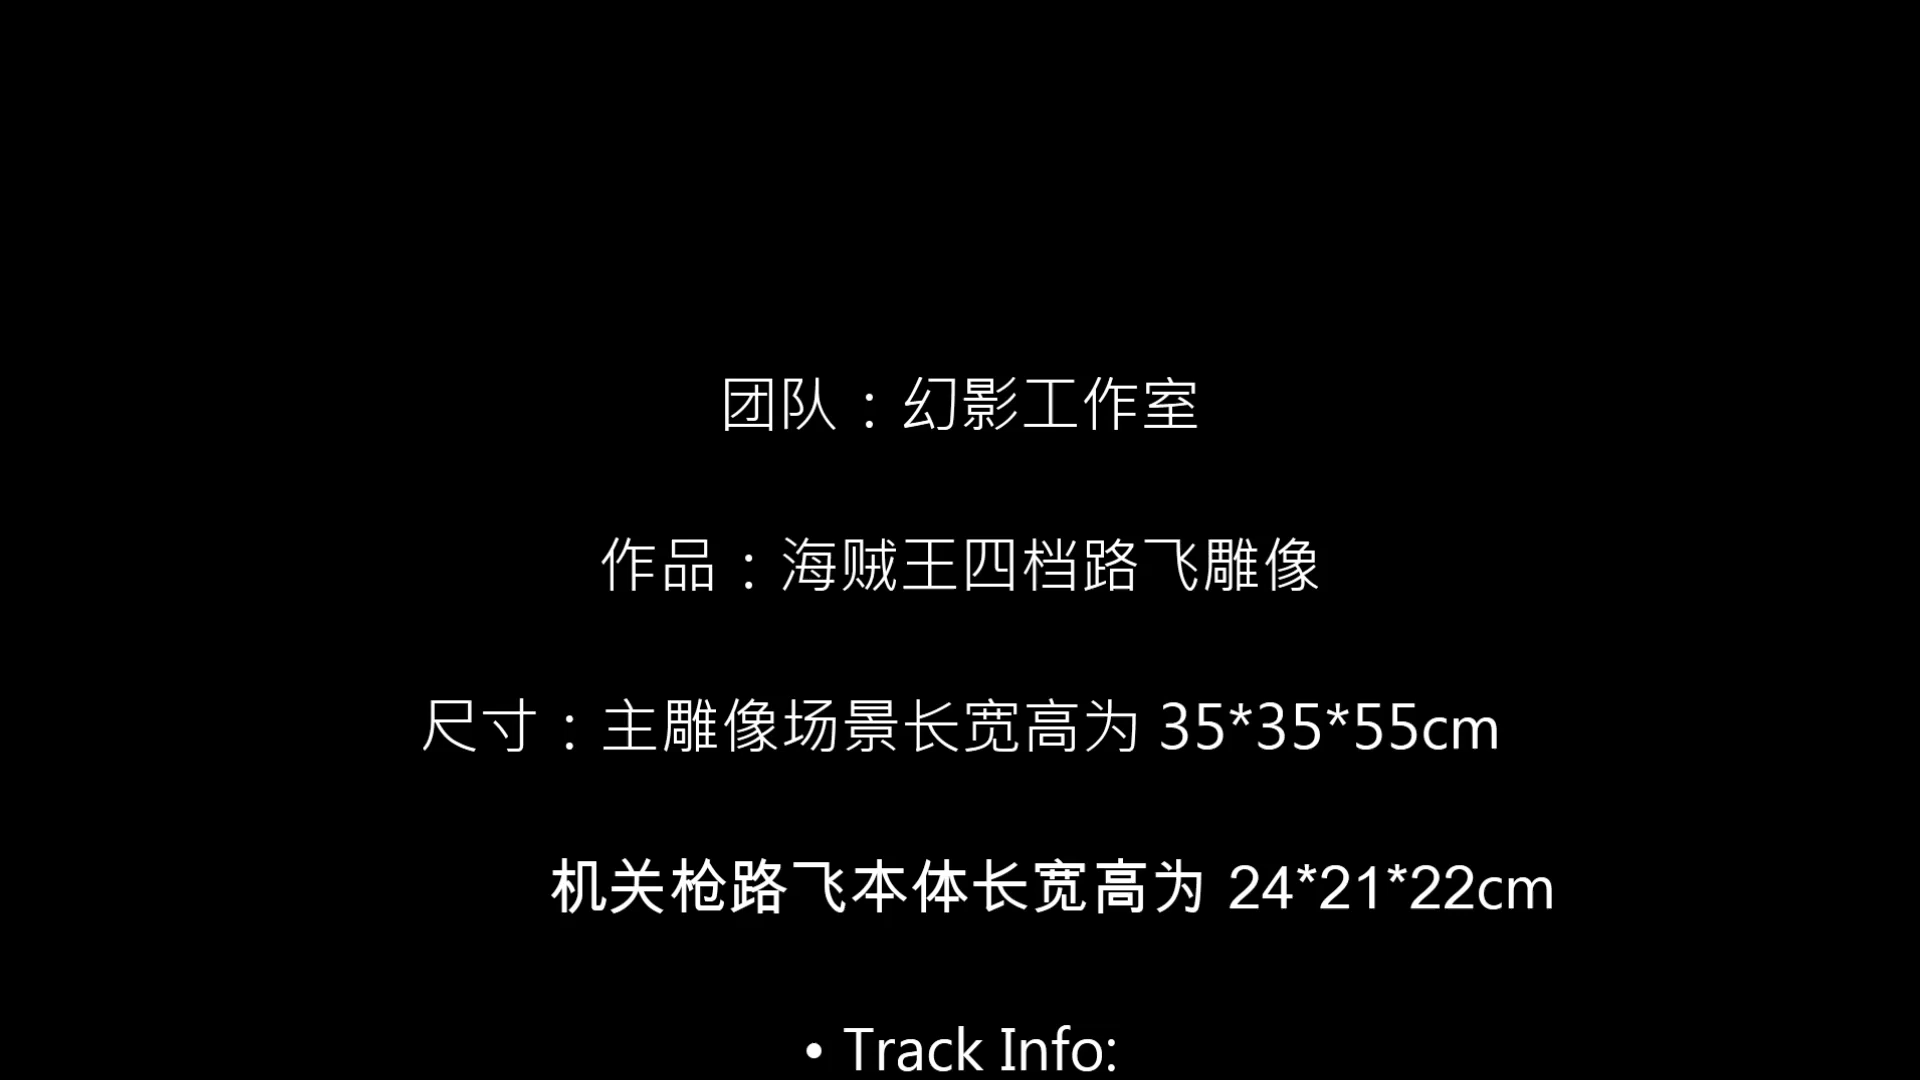 团队：幻影工作室
作品：海贼王四档路飞雕像
尺寸：主雕像场景长宽高为 35*35*55cm
机关枪路飞本体长宽高为 24*21*22cm
• Track Info: